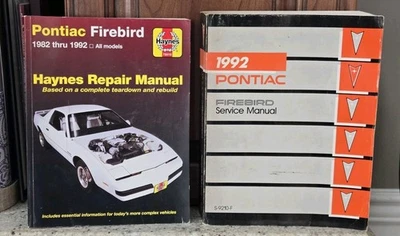 Pontiac Firebird
1982 thru 1992 □ All models
Haynes
Haynes Repair Manual
Based on a complete teardown and rebuild
Includes essential information for today's more complex vehicles
1992
PONTIAC
FIREBIRD
Service Manual